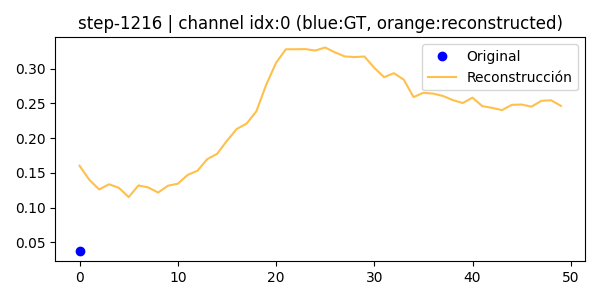 step-1216 | channel idx:0 (blue:GT, orange:reconstructed)
Original
Reconstrucción
0.30
0.25
0.20
0.15
0.10
0.05
0 10 20 30 40 50